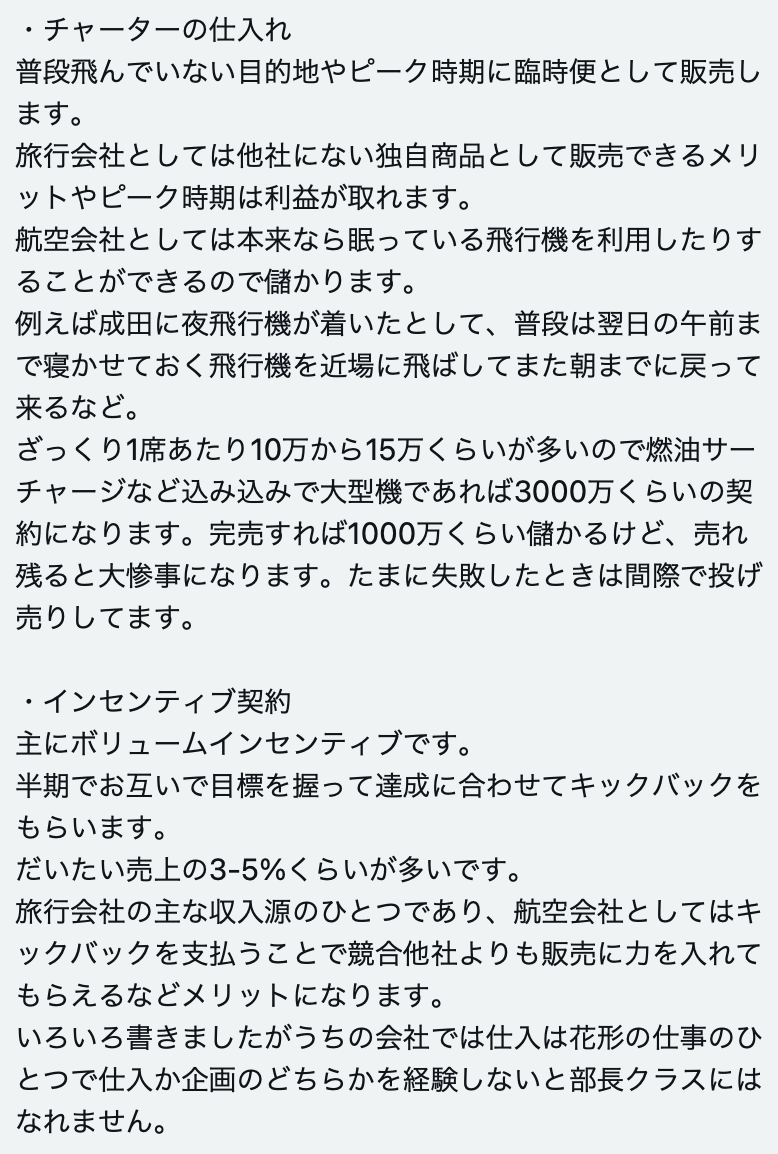 ・チャーターの仕入れ
普段飛んでいない目的地やピーク時期に臨時便として販売し
ます。
旅行会社としては他社にない独自商品として販売できるメリ
ットやピーク時期は利益が取れます。
航空会社としては本来なら眠っている飛行機を利用したりす
ることができるので儲かります。
例えば成田に夜飛行機が着いたとして、普段は翌日の午前ま
で寝かせておく飛行機を近場に飛ばしてまた朝までに戻って
来るなど。
ざっくり1席あたり10万から15万くらいが多いので燃油サー
チャージなど込み込みで大型機であれば3000万くらいの契
約になります。完売すれば1000万くらい儲かるけど、売れ
残ると大惨事になります。たまに失敗したときは間際で投げ
売りしてます。
・インセンティブ契約
主にボリュームインセンティブです。
半期でお互いで目標を握って達成に合わせてキックバックを
もらいます。
だいたい売上の3-5%くらいが多いです。
旅行会社の主な収入源のひとつであり、航空会社としてはキ
ックバックを支払うことで競合他社よりも販売に力を入れて
もらえるなどメリットになります。
いろいろ書きましたがうちの会社では仕入は花形の仕事のひ
とつで仕入か企画のどちらかを経験しないと部長クラスには
なれません。